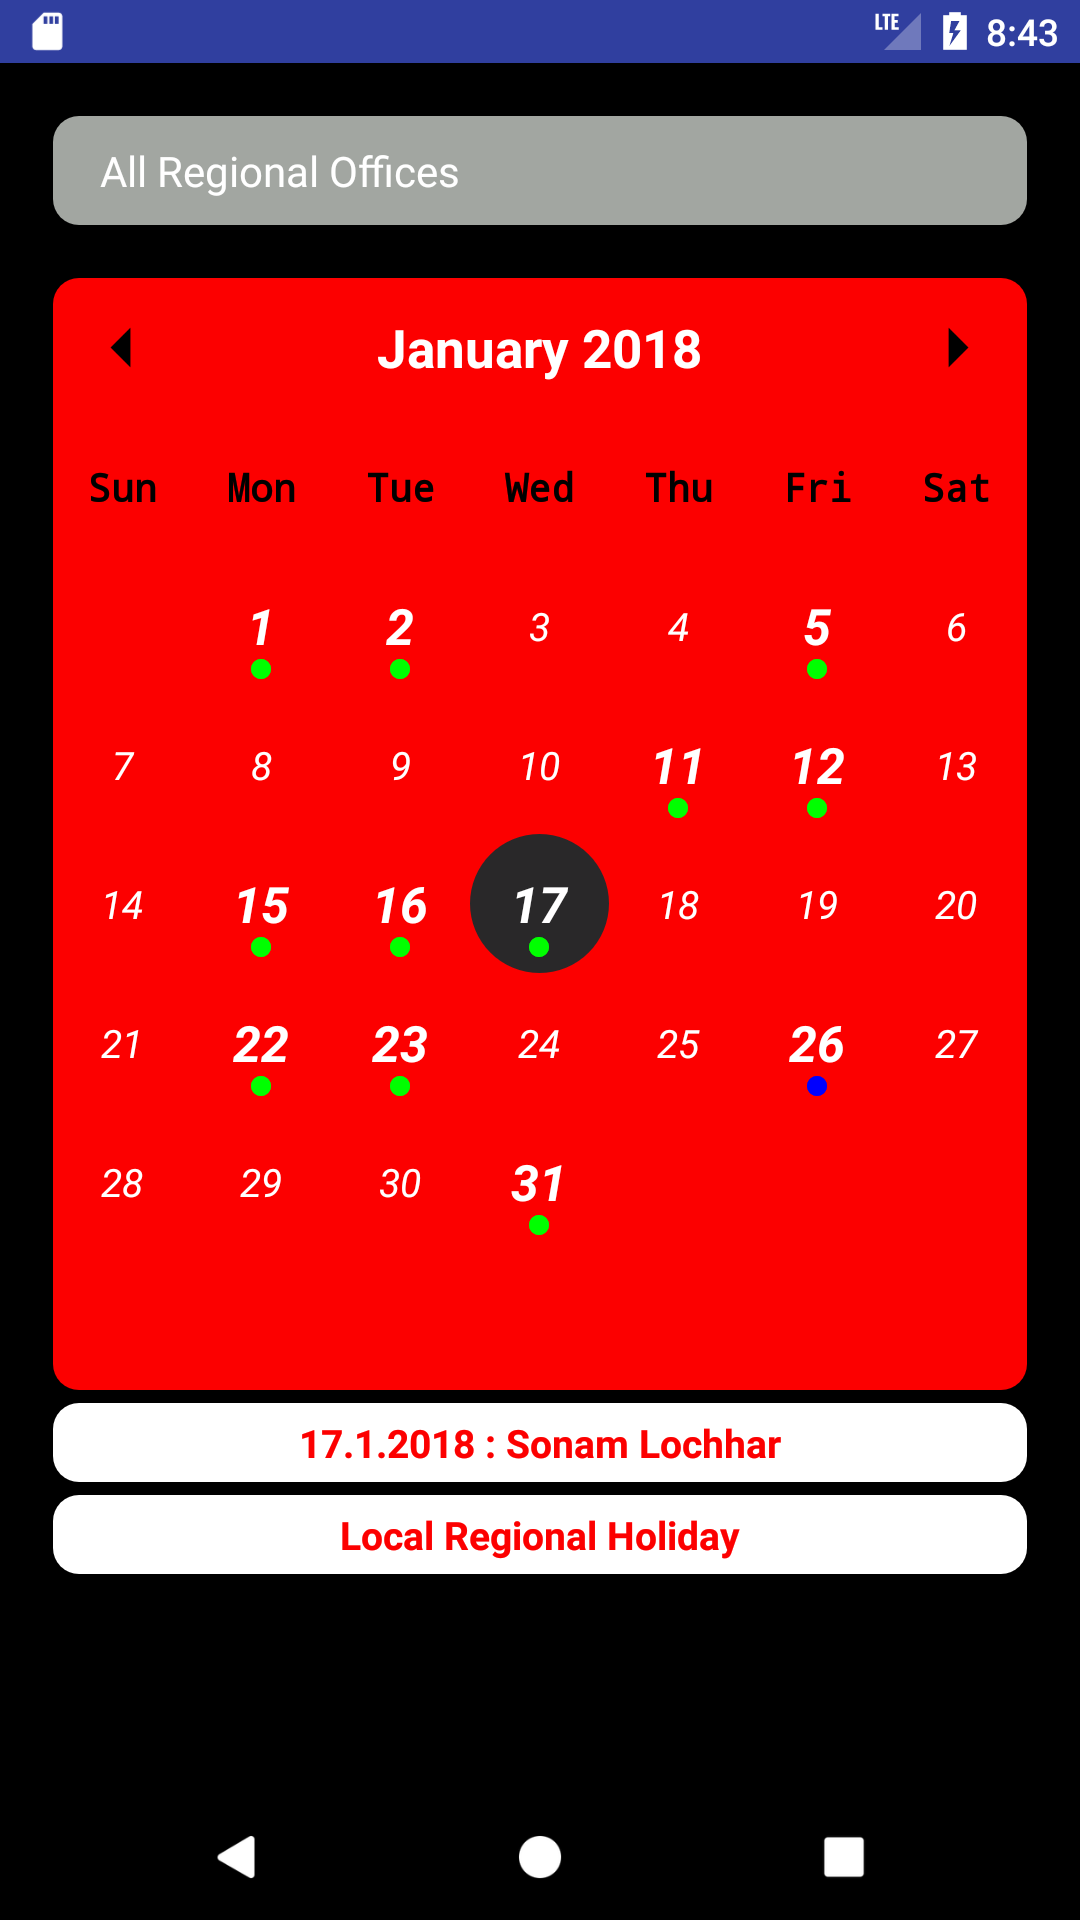 LTE 8:43
All Regional Offices
January 2018
Sun Mon Tue Wed Thu Fri Sat
1 2 3 4 5 6
7 8 9 10 11 12 13
14 15 16 17 18 19 20
21 22 23 24 25 26 27
28 29 30 31
17.1.2018 : Sonam Lochhar
Local Regional Holiday